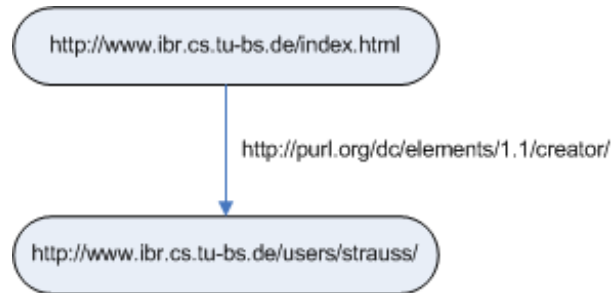 http://www.ibr.cs.tu-bs.de/index.html
http://purl.org/dc/elements/1.1/creator/
http://www.ibr.cs.tu-bs.de/users/strauss/